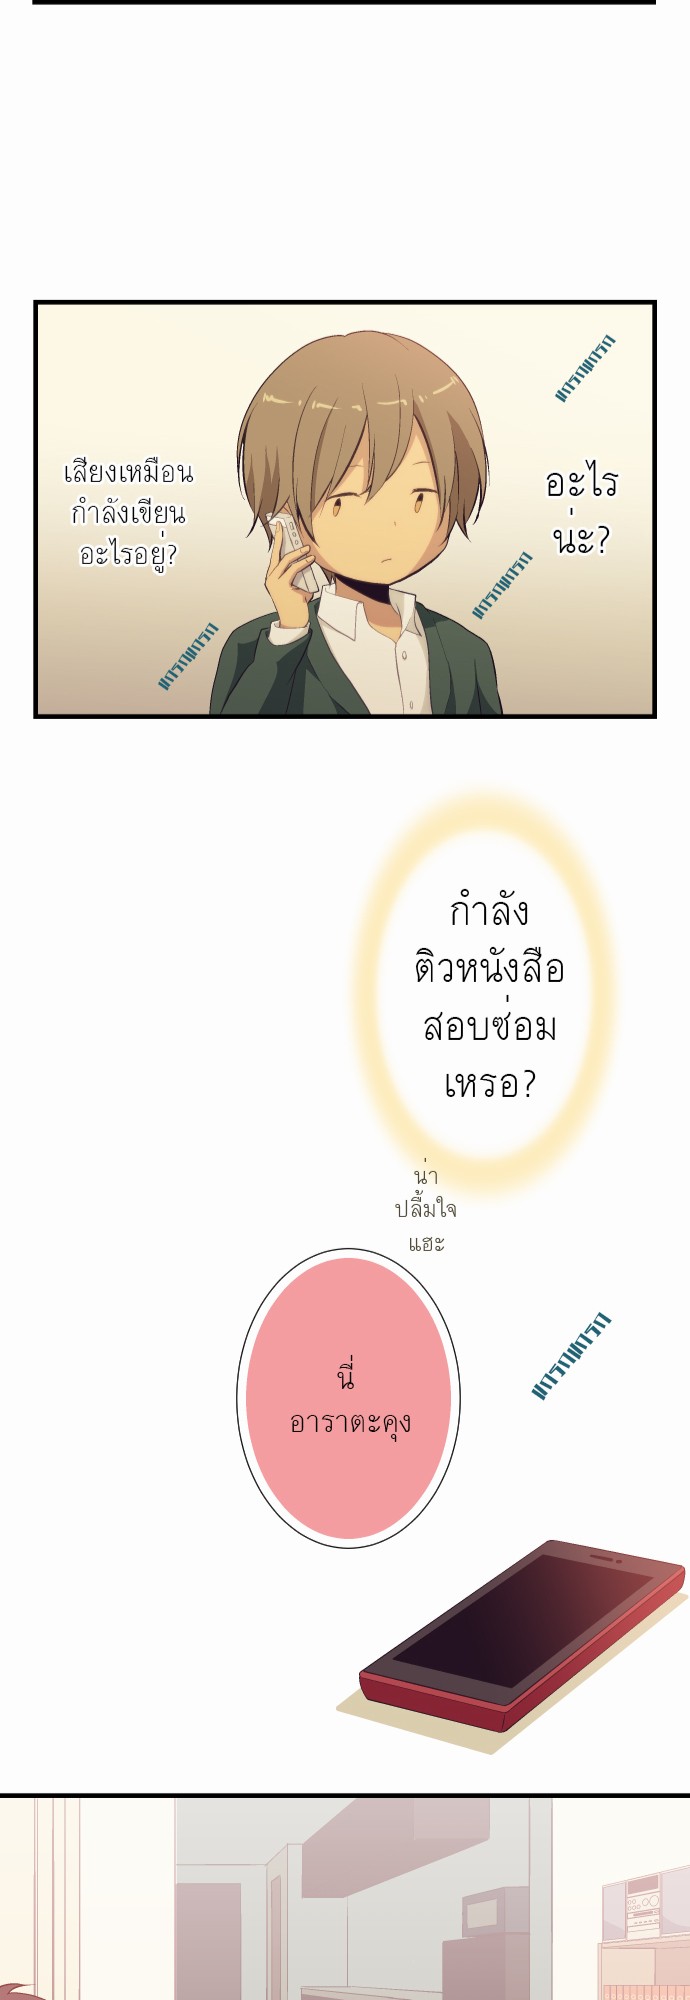 แกรกแกรก
อะไร
น่ะ?
เสียงเหมือน
กำลังเขียน
อะไรอยู่?
แกรกแกรก
แกรกแกรก
กำลัง
ติวหนังสือ
สอบซ่อม
เหรอ?
น่า
ปลื้มใจ
แฮะ
นี่
อาราตะคุง
แกรกแกรก